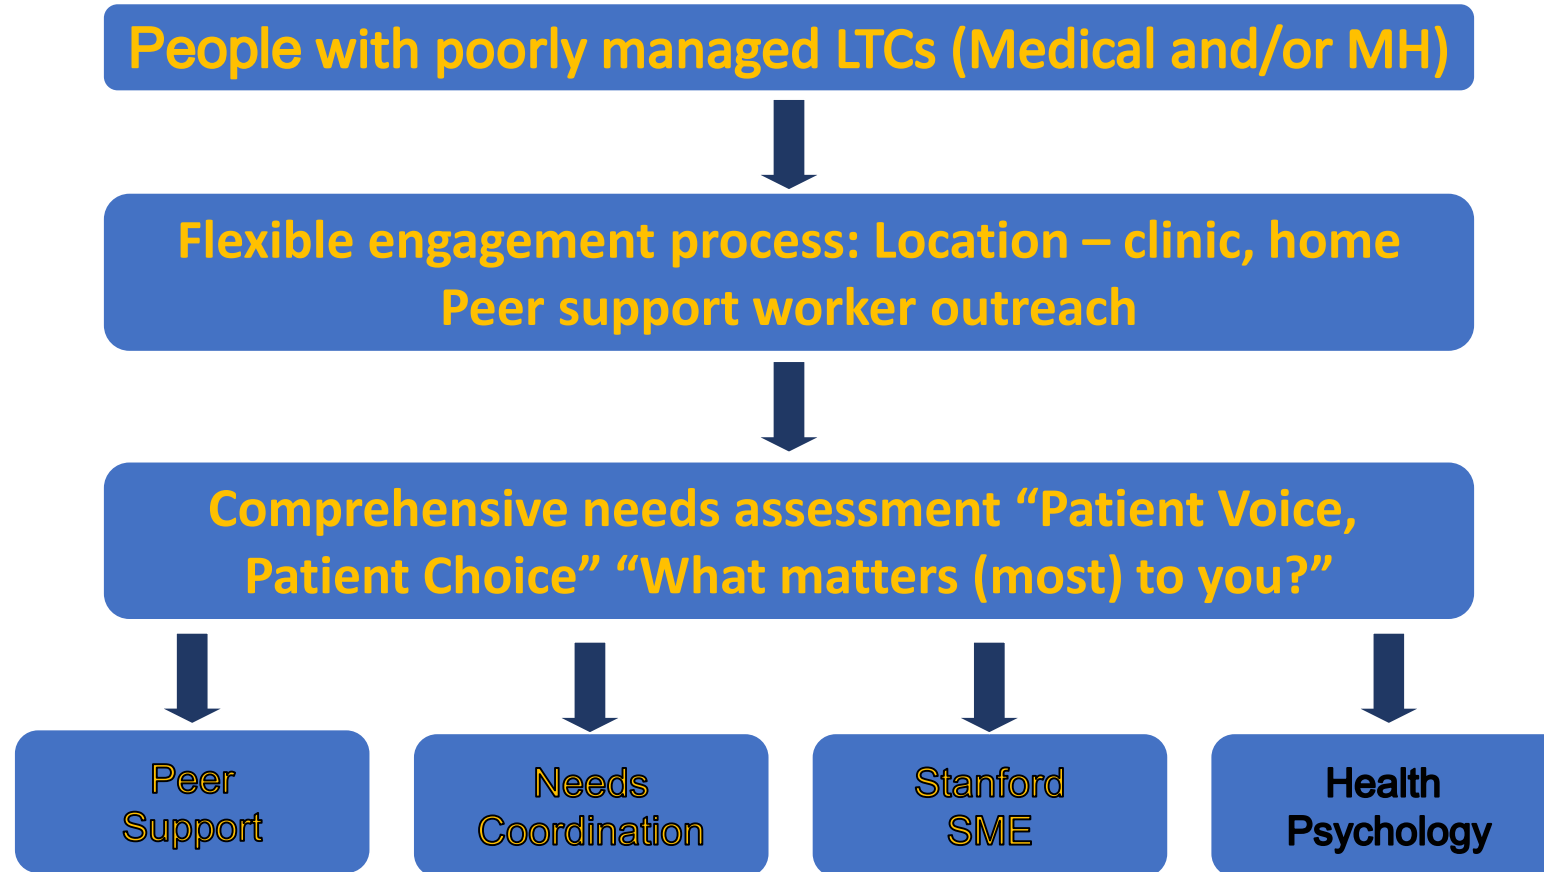 People with poorly managed LTCs (Medical and/or MH)
Flexible engagement process: Location – clinic, home
Peer support worker outreach
Comprehensive needs assessment “Patient Voice,
Patient Choice” “What matters (most) to you?”
Peer
Support
Needs
Coordination
Stanford
SME
Health
Psychology